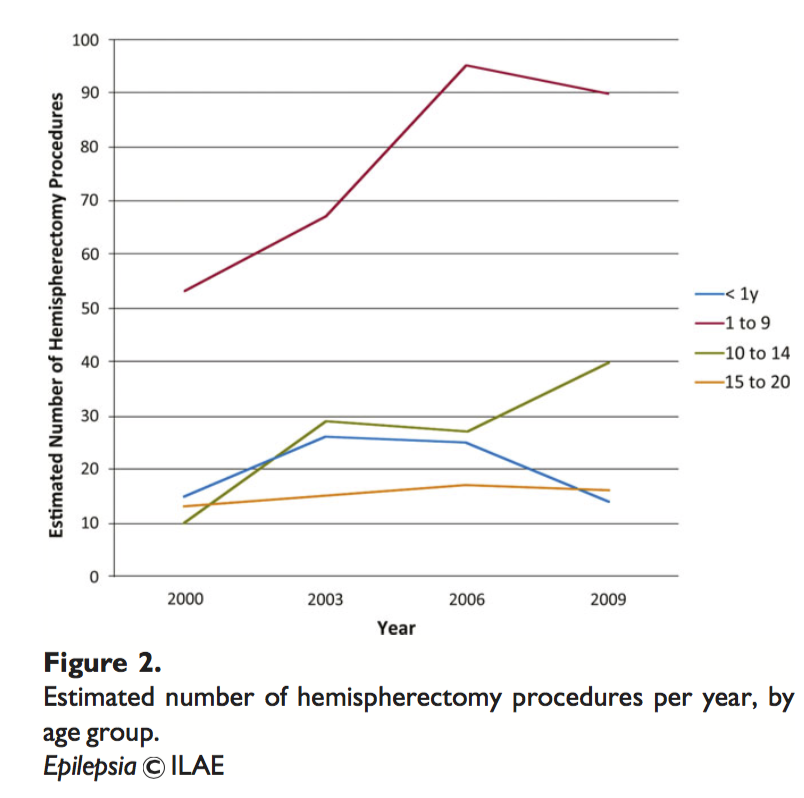 100
90
80
70
60
50
40
30
20
10
0
Estimated Number of Hemispherectomy Procedures
2000 2003 2006 2009
Year
< 1y
1 to 9
10 to 14
15 to 20
Figure 2.
Estimated number of hemispherectomy procedures per year, by
age group.
Epilepsia © ILAE